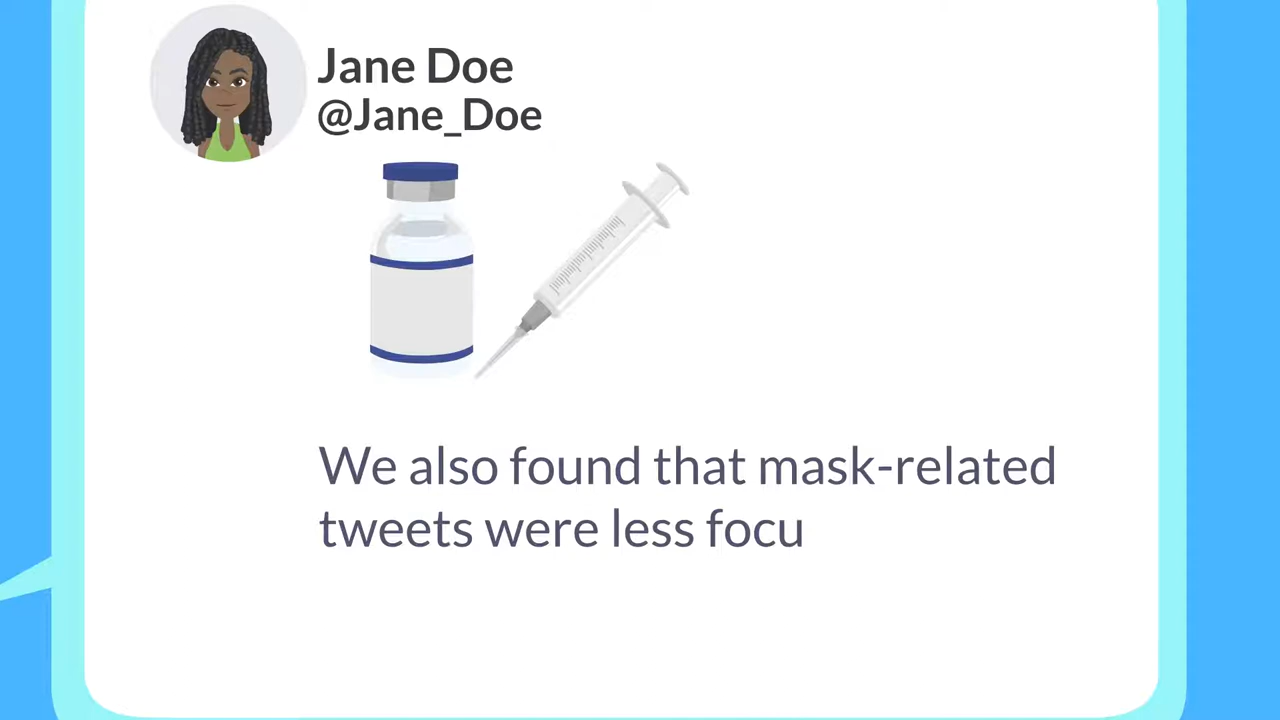 Jane Doe
@Jane_Doe
We also found that mask-related
tweets were less focu